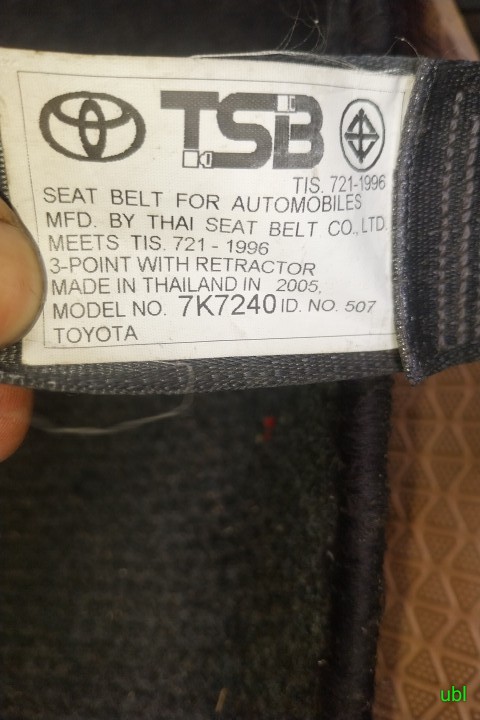 TSB
TIS. 721-1996
SEAT BELT FOR AUTOMOBILES
MFD. BY THAI SEAT BELT CO., LTD.
MEETS TIS. 721 - 1996
3-POINT WITH RETRACTOR
MADE IN THAILAND IN 2005,
MODEL NO. 7K7240 ID. NO. 507
TOYOTA
ubl